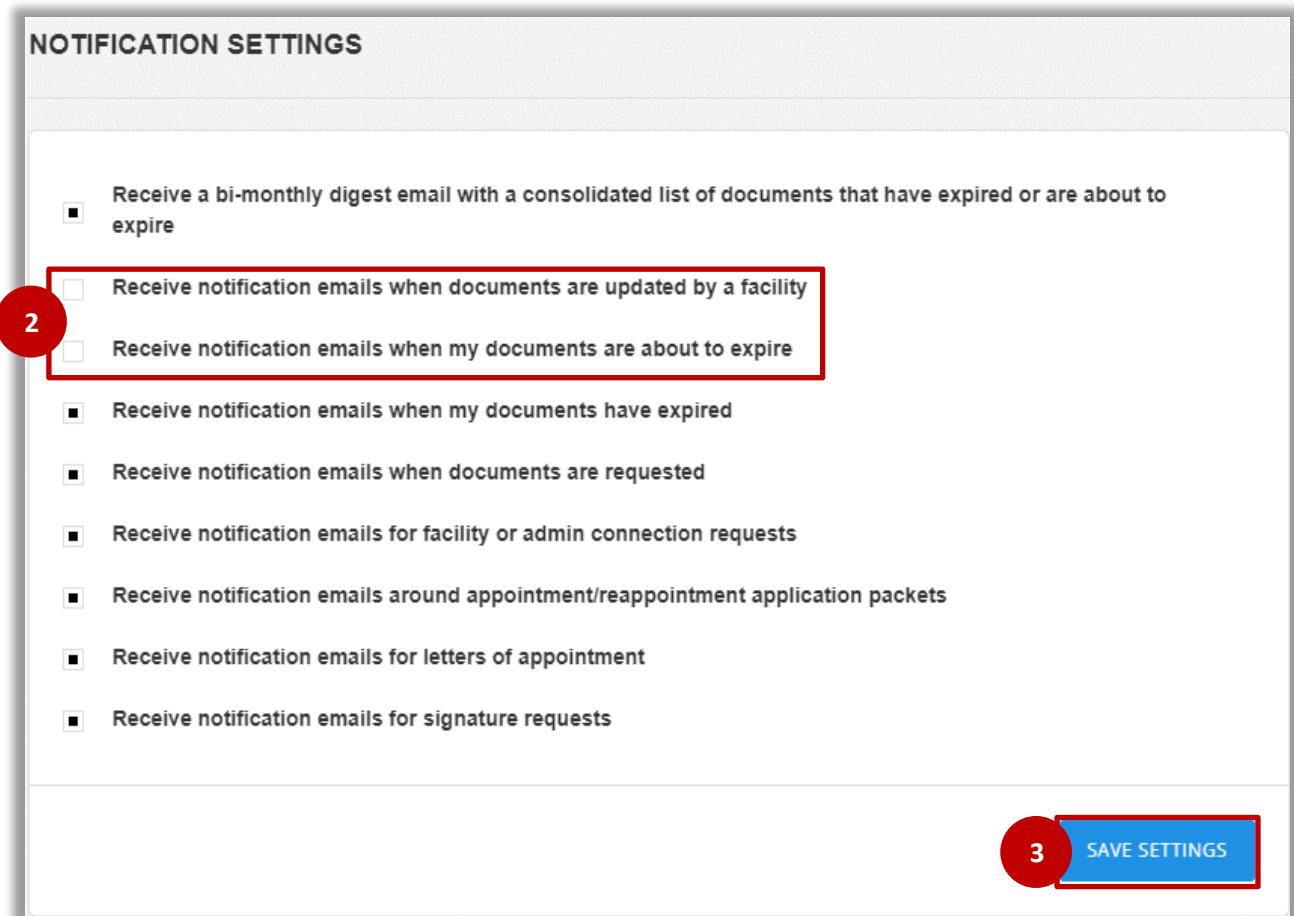 NOTIFICATION SETTINGS
Receive a bi-monthly digest email with a consolidated list of documents that have expired or are about to
expire
Receive notification emails when documents are updated by a facility
2
Receive notification emails when my documents are about to expire
Receive notification emails when my documents have expired
Receive notification emails when documents are requested
Receive notification emails for facility or admin connection requests
Receive notification emails around appointment/reappointment application packets
Receive notification emails for letters of appointment
Receive notification emails for signature requests
3 SAVE SETTINGS